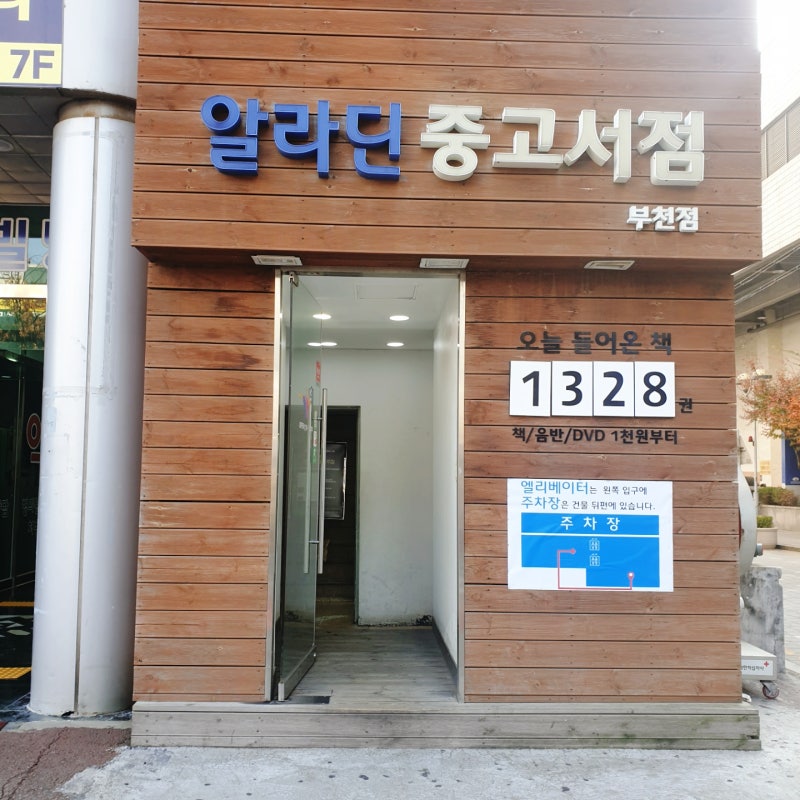 7F
알라딘 중고서점
부천점
오늘 들어온 책
1328 권
책/음반/DVD 1천원부터
엘리베이터는 왼쪽 입구에
주차장은 건물 뒤편에 있습니다.
주차장